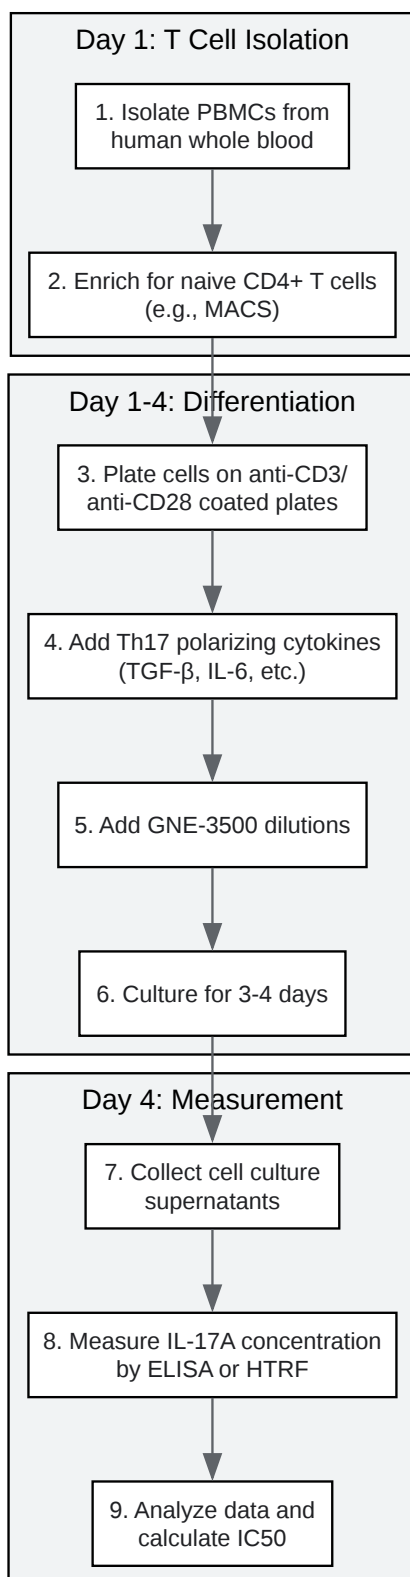 Day 1: T Cell Isolation
1. Isolate PBMCs from
human whole blood
2. Enrich for naive CD4+ T cells
(e.g., MACS)
Day 1-4: Differentiation
3. Plate cells on anti-CD3/
anti-CD28 coated plates
4. Add Th17 polarizing cytokines
(TGF-β, IL-6, etc.)
5. Add GNE-3500 dilutions
6. Culture for 3-4 days
Day 4: Measurement
7. Collect cell culture
supernatants
8. Measure IL-17A concentration
by ELISA or HTRF
9. Analyze data and
calculate IC50